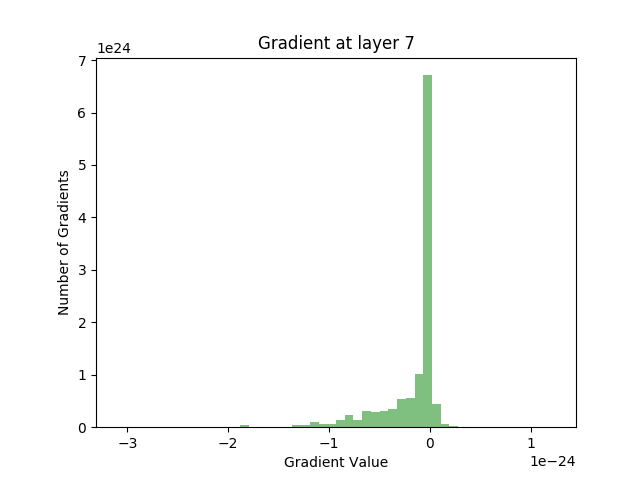 Gradient at layer 7
1e24
7
6
5
4
3
2
1
0
Number of Gradients
−3 −2 −1 0 1
Gradient Value
1e−24